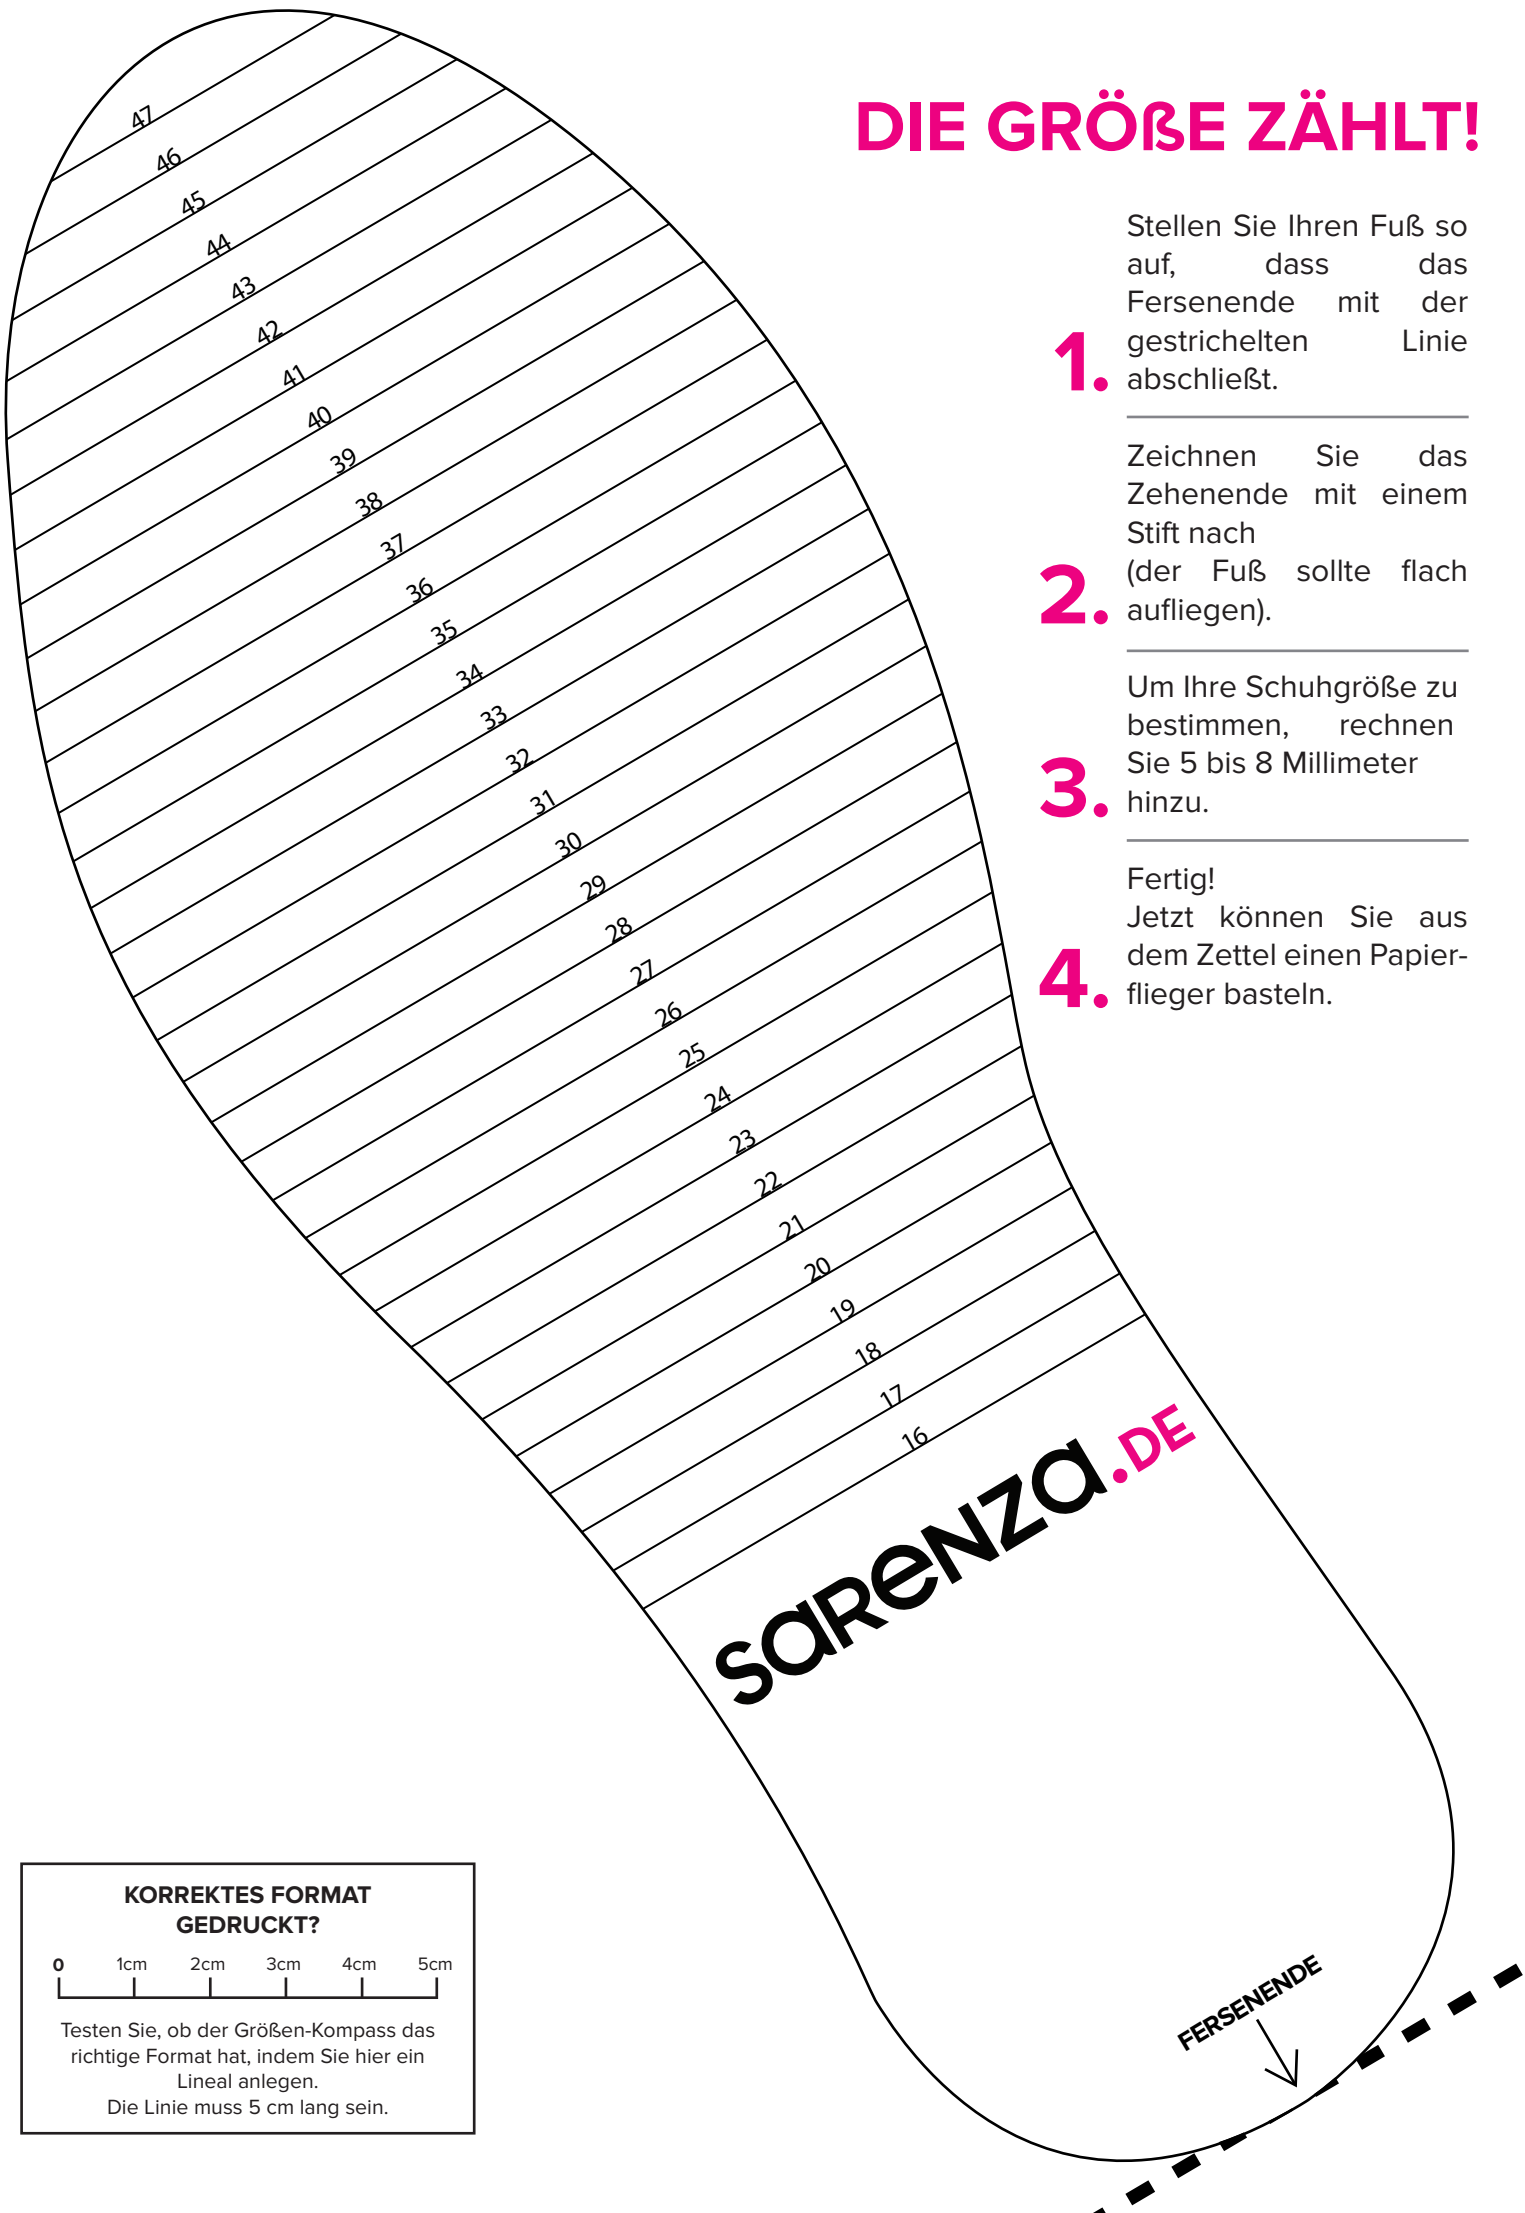 DIE GRÖßE ZÄHLT!
1.
Stellen Sie Ihren Fuß so
auf, dass das
Fersenende mit der
gestrichelten Linie
abschließt.
2.
Zeichnen Sie das
Zehenende mit einem
Stift nach
(der Fuß sollte flach
aufliegen).
3.
Um Ihre Schuhgröße zu
bestimmen, rechnen
Sie 5 bis 8 Millimeter
hinzu.
4.
Fertig!
Jetzt können Sie aus
dem Zettel einen Papier-
flieger basteln.
47
46
45
44
43
42
41
40
39
38
37
36
35
34
33
32
31
30
29
28
27
26
25
24
23
22
21
20
19
18
17
16
SARENZA.DE
FERSENENDE
KORREKTES FORMAT
GEDRUCKT?
0 1cm 2cm 3cm 4cm 5cm
Testen Sie, ob der Größen-Kompass das
richtige Format hat, indem Sie hier ein
Lineal anlegen.
Die Linie muss 5 cm lang sein.